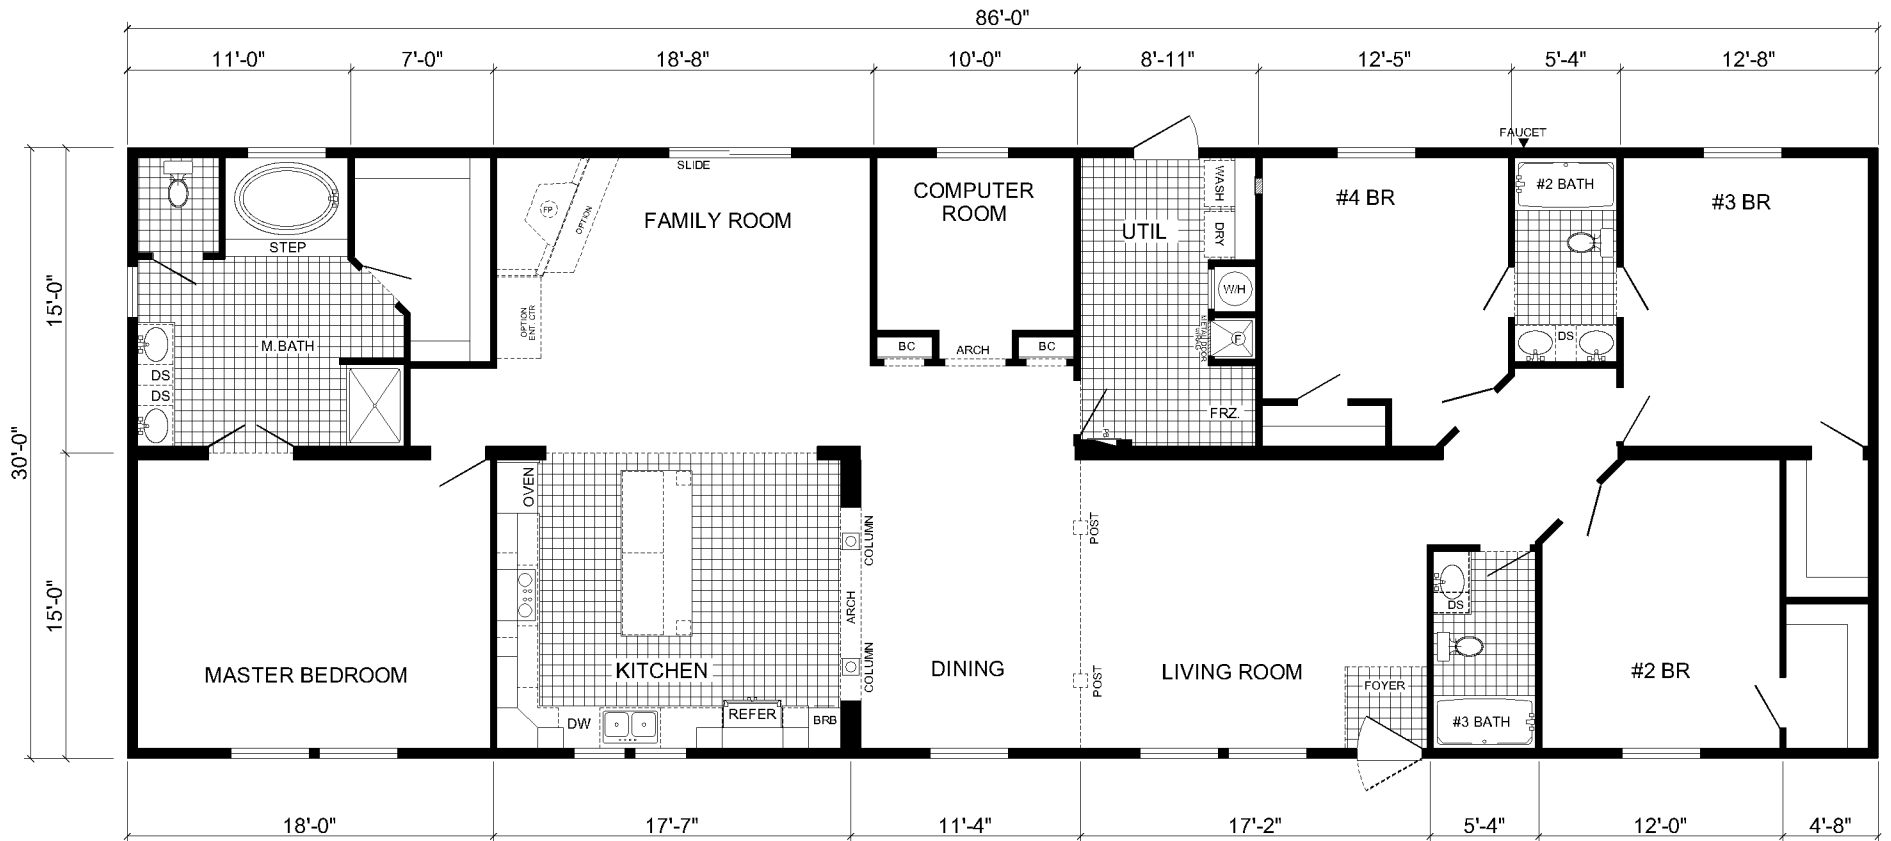 86'-0"
11'-0"
7'-0"
18'-8"
10'-0"
8'-11"
12'-5"
5'-4"
12'-8"
FAUCET
SLIDE
WASH
COMPUTER
ROOM
#4 BR
#2 BATH
#3 BR
FP
OPTION
FAMILY ROOM
UTIL
DRY
STEP
15'-0"
W/H
OPTION
ENT. CTR
M.BATH
BC
ARCH
BC
METAL DOOR
F
DS
DS
DS
FRZ.
30'-0"
OVEN
POST
COLUMN
15'-0"
ARCH
DS
MASTER BEDROOM
KITCHEN
COLUMN
DINING
POST
LIVING ROOM
FOYER
#2 BR
DW
REFER
BRB
#3 BATH
18'-0"
17'-7"
11'-4"
17'-2"
5'-4"
12'-0"
4'-8"